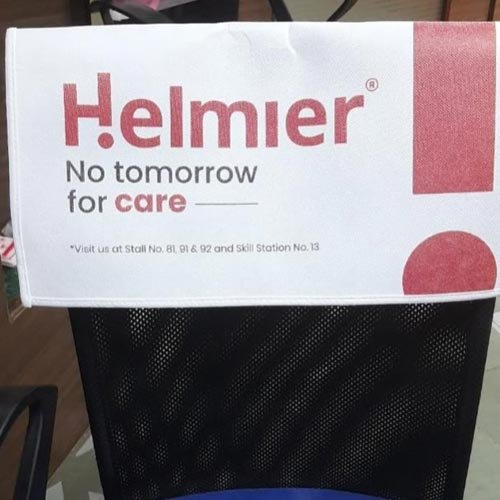 Helmier®
No tomorrow
for care
*Visit us at Stall No. 81, 91 & 92 and Skill Station No. 13